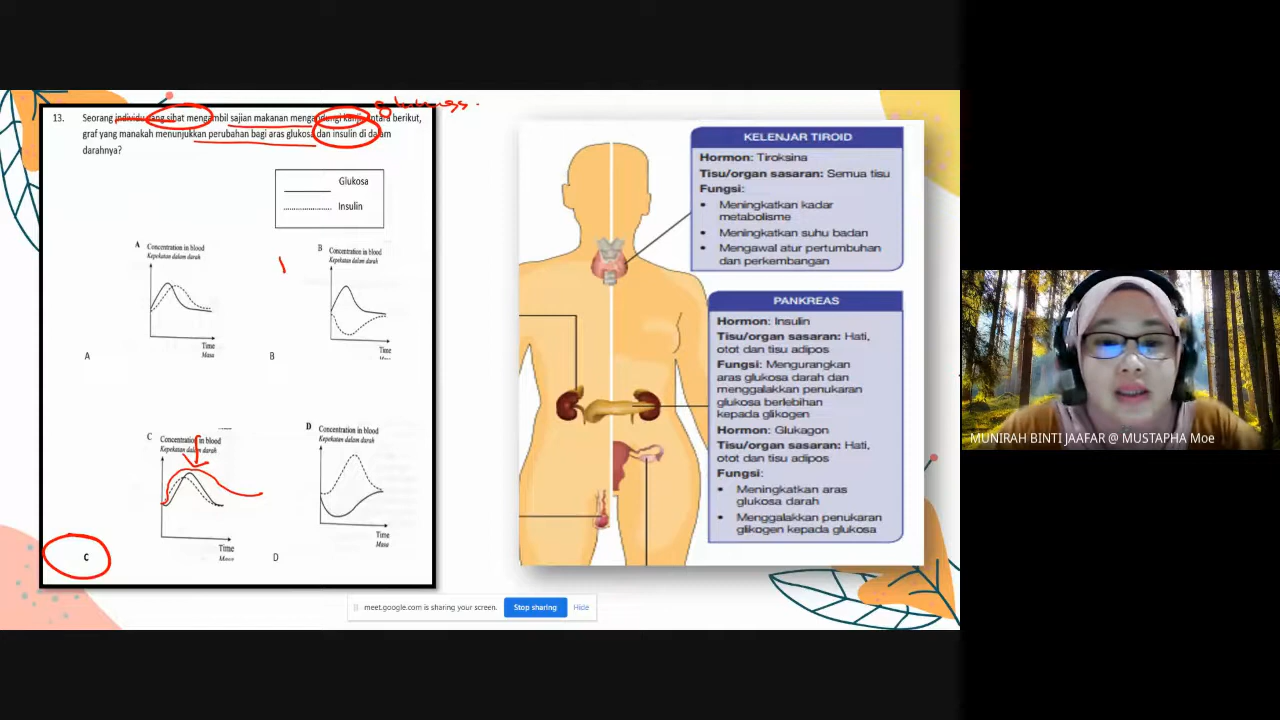 13. Seorang individu yang sihat mengambil sajian makanan mengandungi kanji. Antara berikut,
graf yang manakah menunjukkan perubahan bagi aras glukosa dan insulin di dalam
darahnya?
Glukosa
Insulin
A Concentration in blood
Kepekatan dalam darah
Time
Masa
A
B Concentration in blood
Kepekatan dalam darah
Time
Masa
B
C Concentration in blood
Kepekatan dalam darah
Time
Masa
C
D Concentration in blood
Kepekatan dalam darah
Time
Masa
D
KELENJAR TIROID
Hormon: Tiroksina
Tisu/organ sasaran: Semua tisu
Fungsi:
• Meningkatkan kadar
metabolisme
• Meningkatkan suhu badan
• Mengawal atur pertumbuhan
dan perkembangan
PANKREAS
Hormon: Insulin
Tisu/organ sasaran: Hati,
otot dan tisu adipos
Fungsi: Mengurangkan
aras glukosa darah dan
menggalakkan penukaran
glukosa berlebihan
kepada glikogen
Hormon: Glukagon
Tisu/organ sasaran: Hati,
otot dan tisu adipos
Fungsi:
• Meningkatkan aras
glukosa darah
• Menggalakkan penukaran
glikogen kepada glukosa
meet.google.com is sharing your screen.
Stop sharing
Hide
MUNIRAH BINTI JAAFAR @ MUSTAPHA Moe